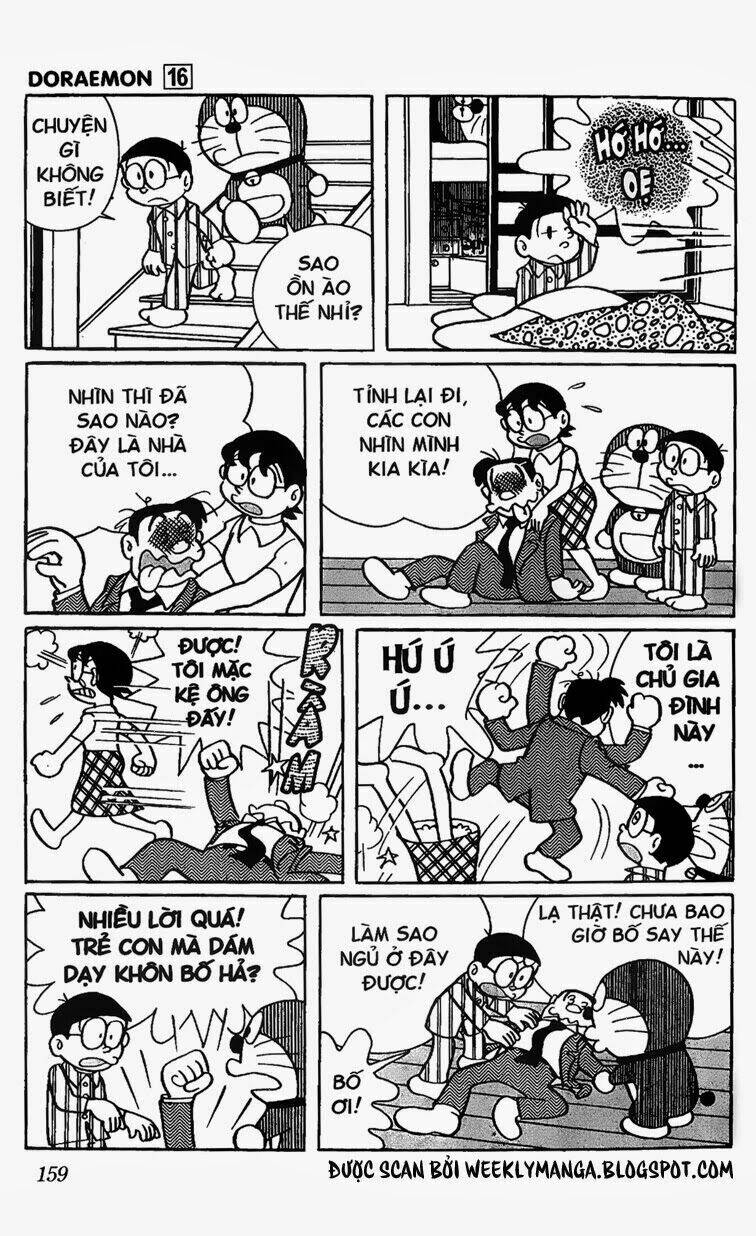 DORAEMON 16
HỐ HỐ...
OẸ
SAO
ỒN ÀO
THẾ NHỈ?
CHUYỆN
GÌ
KHÔNG
BIẾT!
TỈNH LẠI ĐI,
CÁC CON
NHÌN MÌNH
KIA KÌA!
NHÌN THÌ ĐÃ
SAO NÀO?
ĐÂY LÀ NHÀ
CỦA TÔI...
TÔI LÀ
CHỦ GIA
ĐÌNH
NÀY
...
HÚ Ú
Ú...
RẦM
ĐƯỢC!
TÔI MẶC
KỆ ÔNG
ĐẤY!
LẠ THẬT! CHƯA BAO
GIỜ BỐ SAY THẾ
NÀY!
LÀM SAO
NGỦ Ở ĐÂY
ĐƯỢC!
BỐ
ƠI!
NHIỀU LỜI QUÁ!
TRẺ CON MÀ DÁM
DẠY KHÔN BỐ HẢ?
159
ĐƯỢC SCAN BỞI WEEKLYMANGA.BLOGSPOT.COM